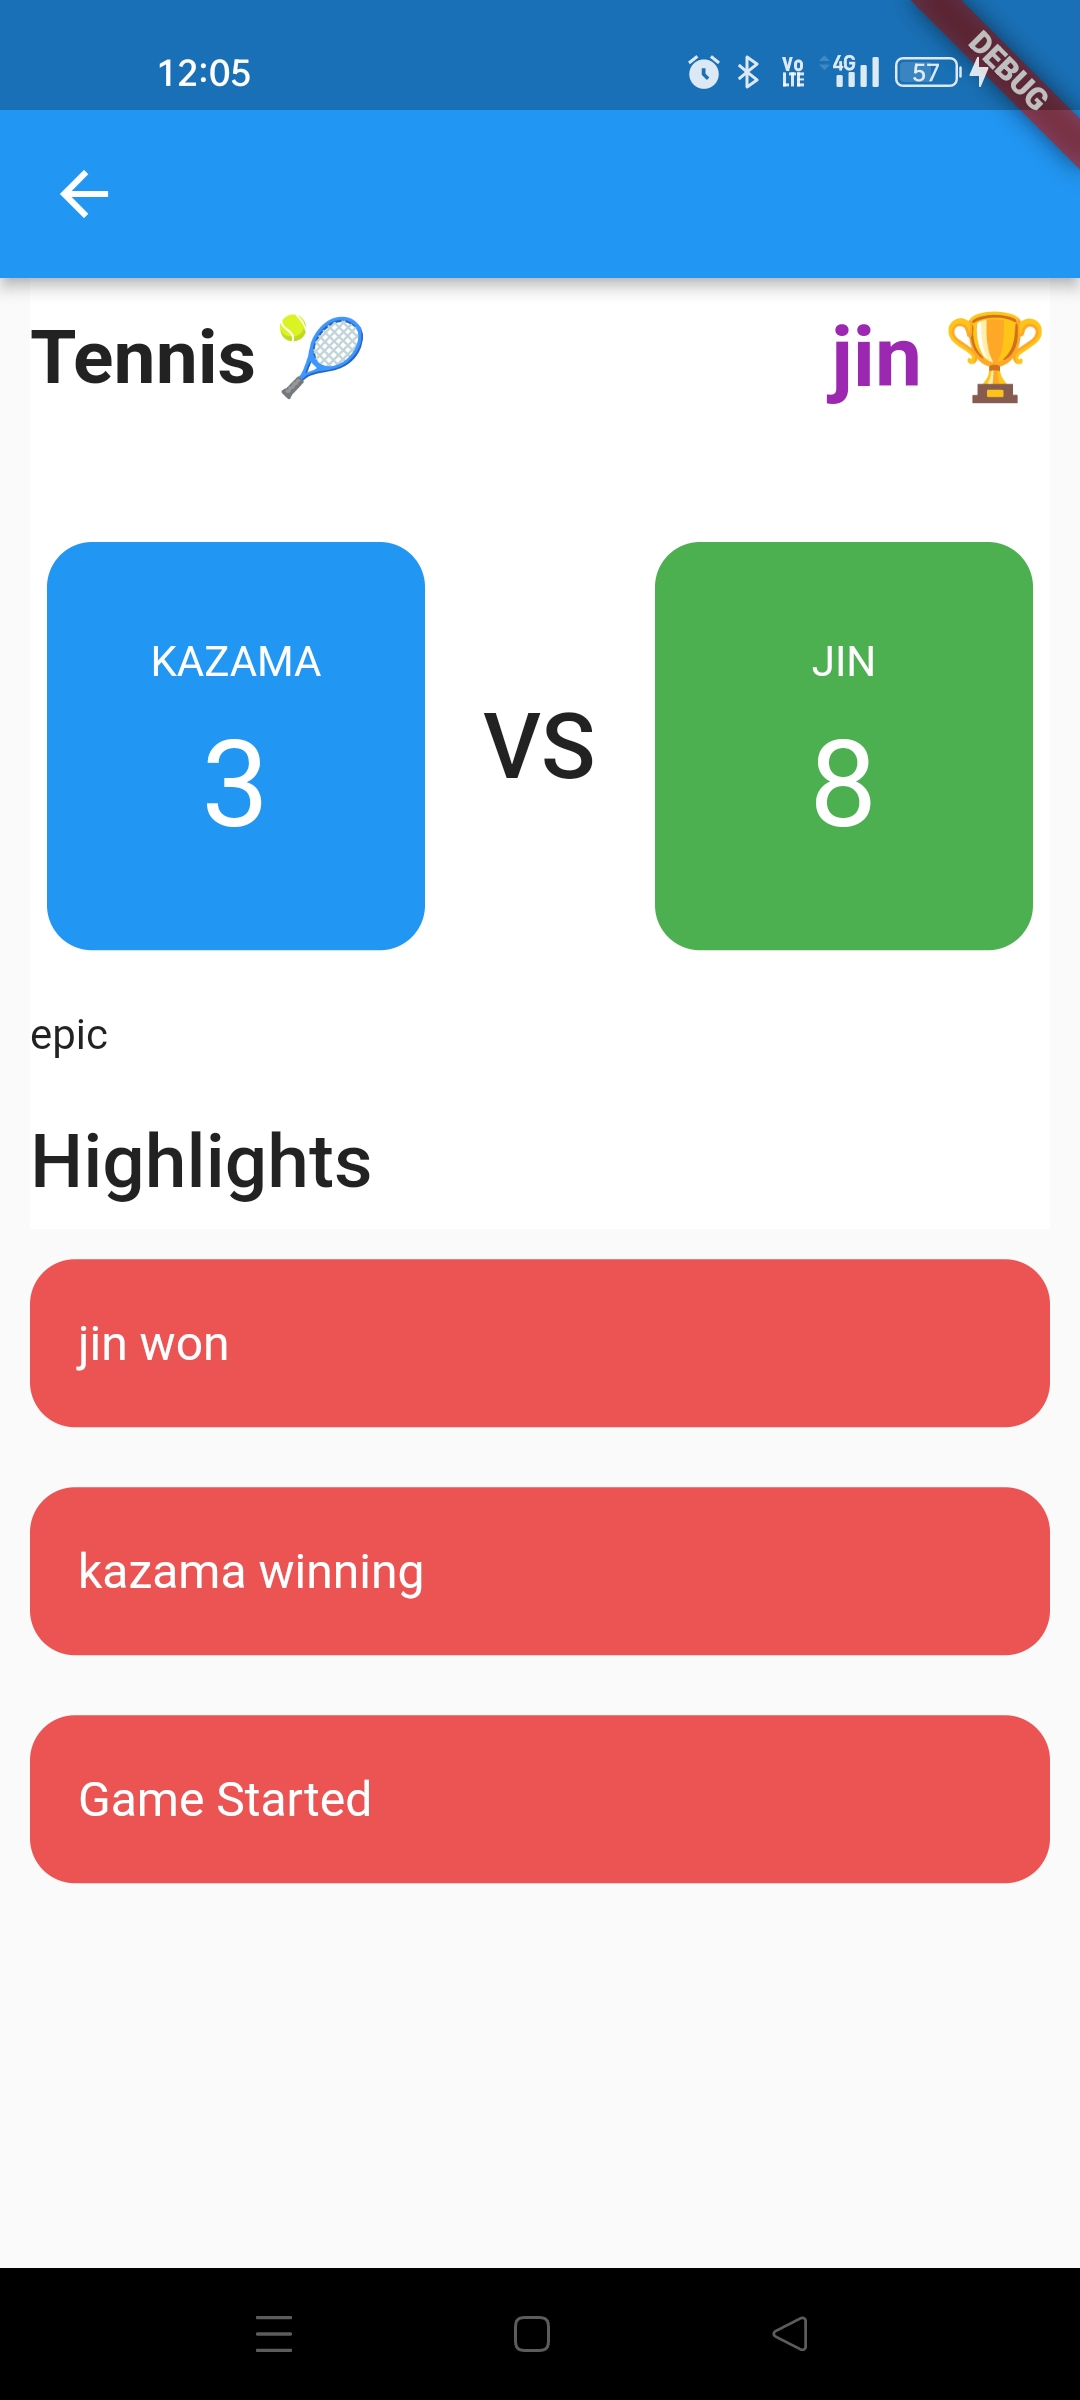 12:05 Vo LTE 4G 57
DEBUG
Tennis 🎾 jin 🏆
KAZAMA
3
VS
JIN
8
epic
Highlights
jin won
kazama winning
Game Started